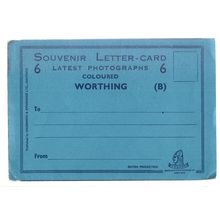 SOUVENIR LETTER-CARD
6 LATEST PHOTOGRAPHS 6
COLOURED
WORTHING (B)
To
From
BRITISH PRODUCTION